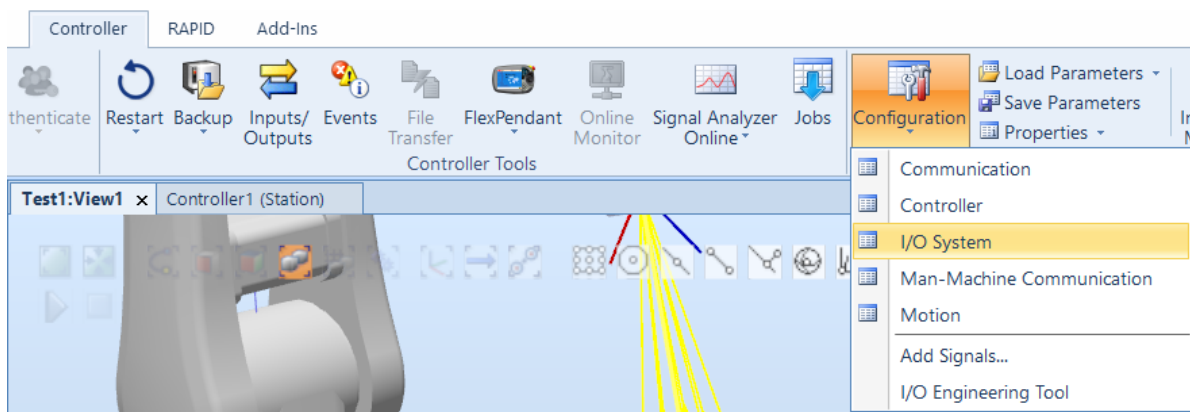 Controller RAPID Add-Ins
thenticate Restart Backup Inputs/ Events File FlexPendant Online Signal Analyzer Jobs Configuration Load Parameters
Outputs Transfer Monitor Online Save Parameters
Properties
Controller Tools
Communication
Test1:View1 x Controller1 (Station)
Controller
I/O System
Man-Machine Communication
Motion
Add Signals...
I/O Engineering Tool